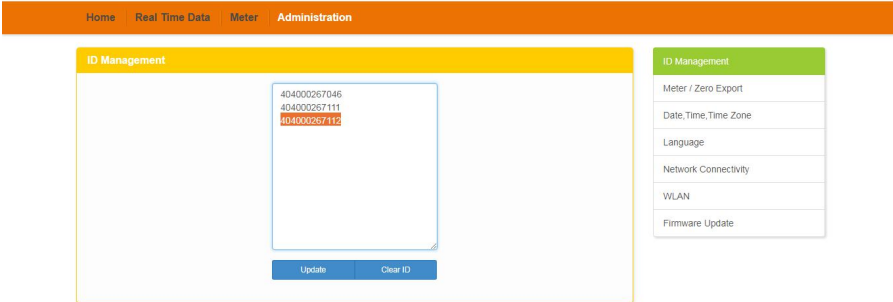 Home Real Time Data Meter Administration
ID Management
404000267046
404000267111
404000267112
Update Clear ID
ID Management
Meter / Zero Export
Date,Time,Time Zone
Language
Network Connectivity
WLAN
Firmware Update